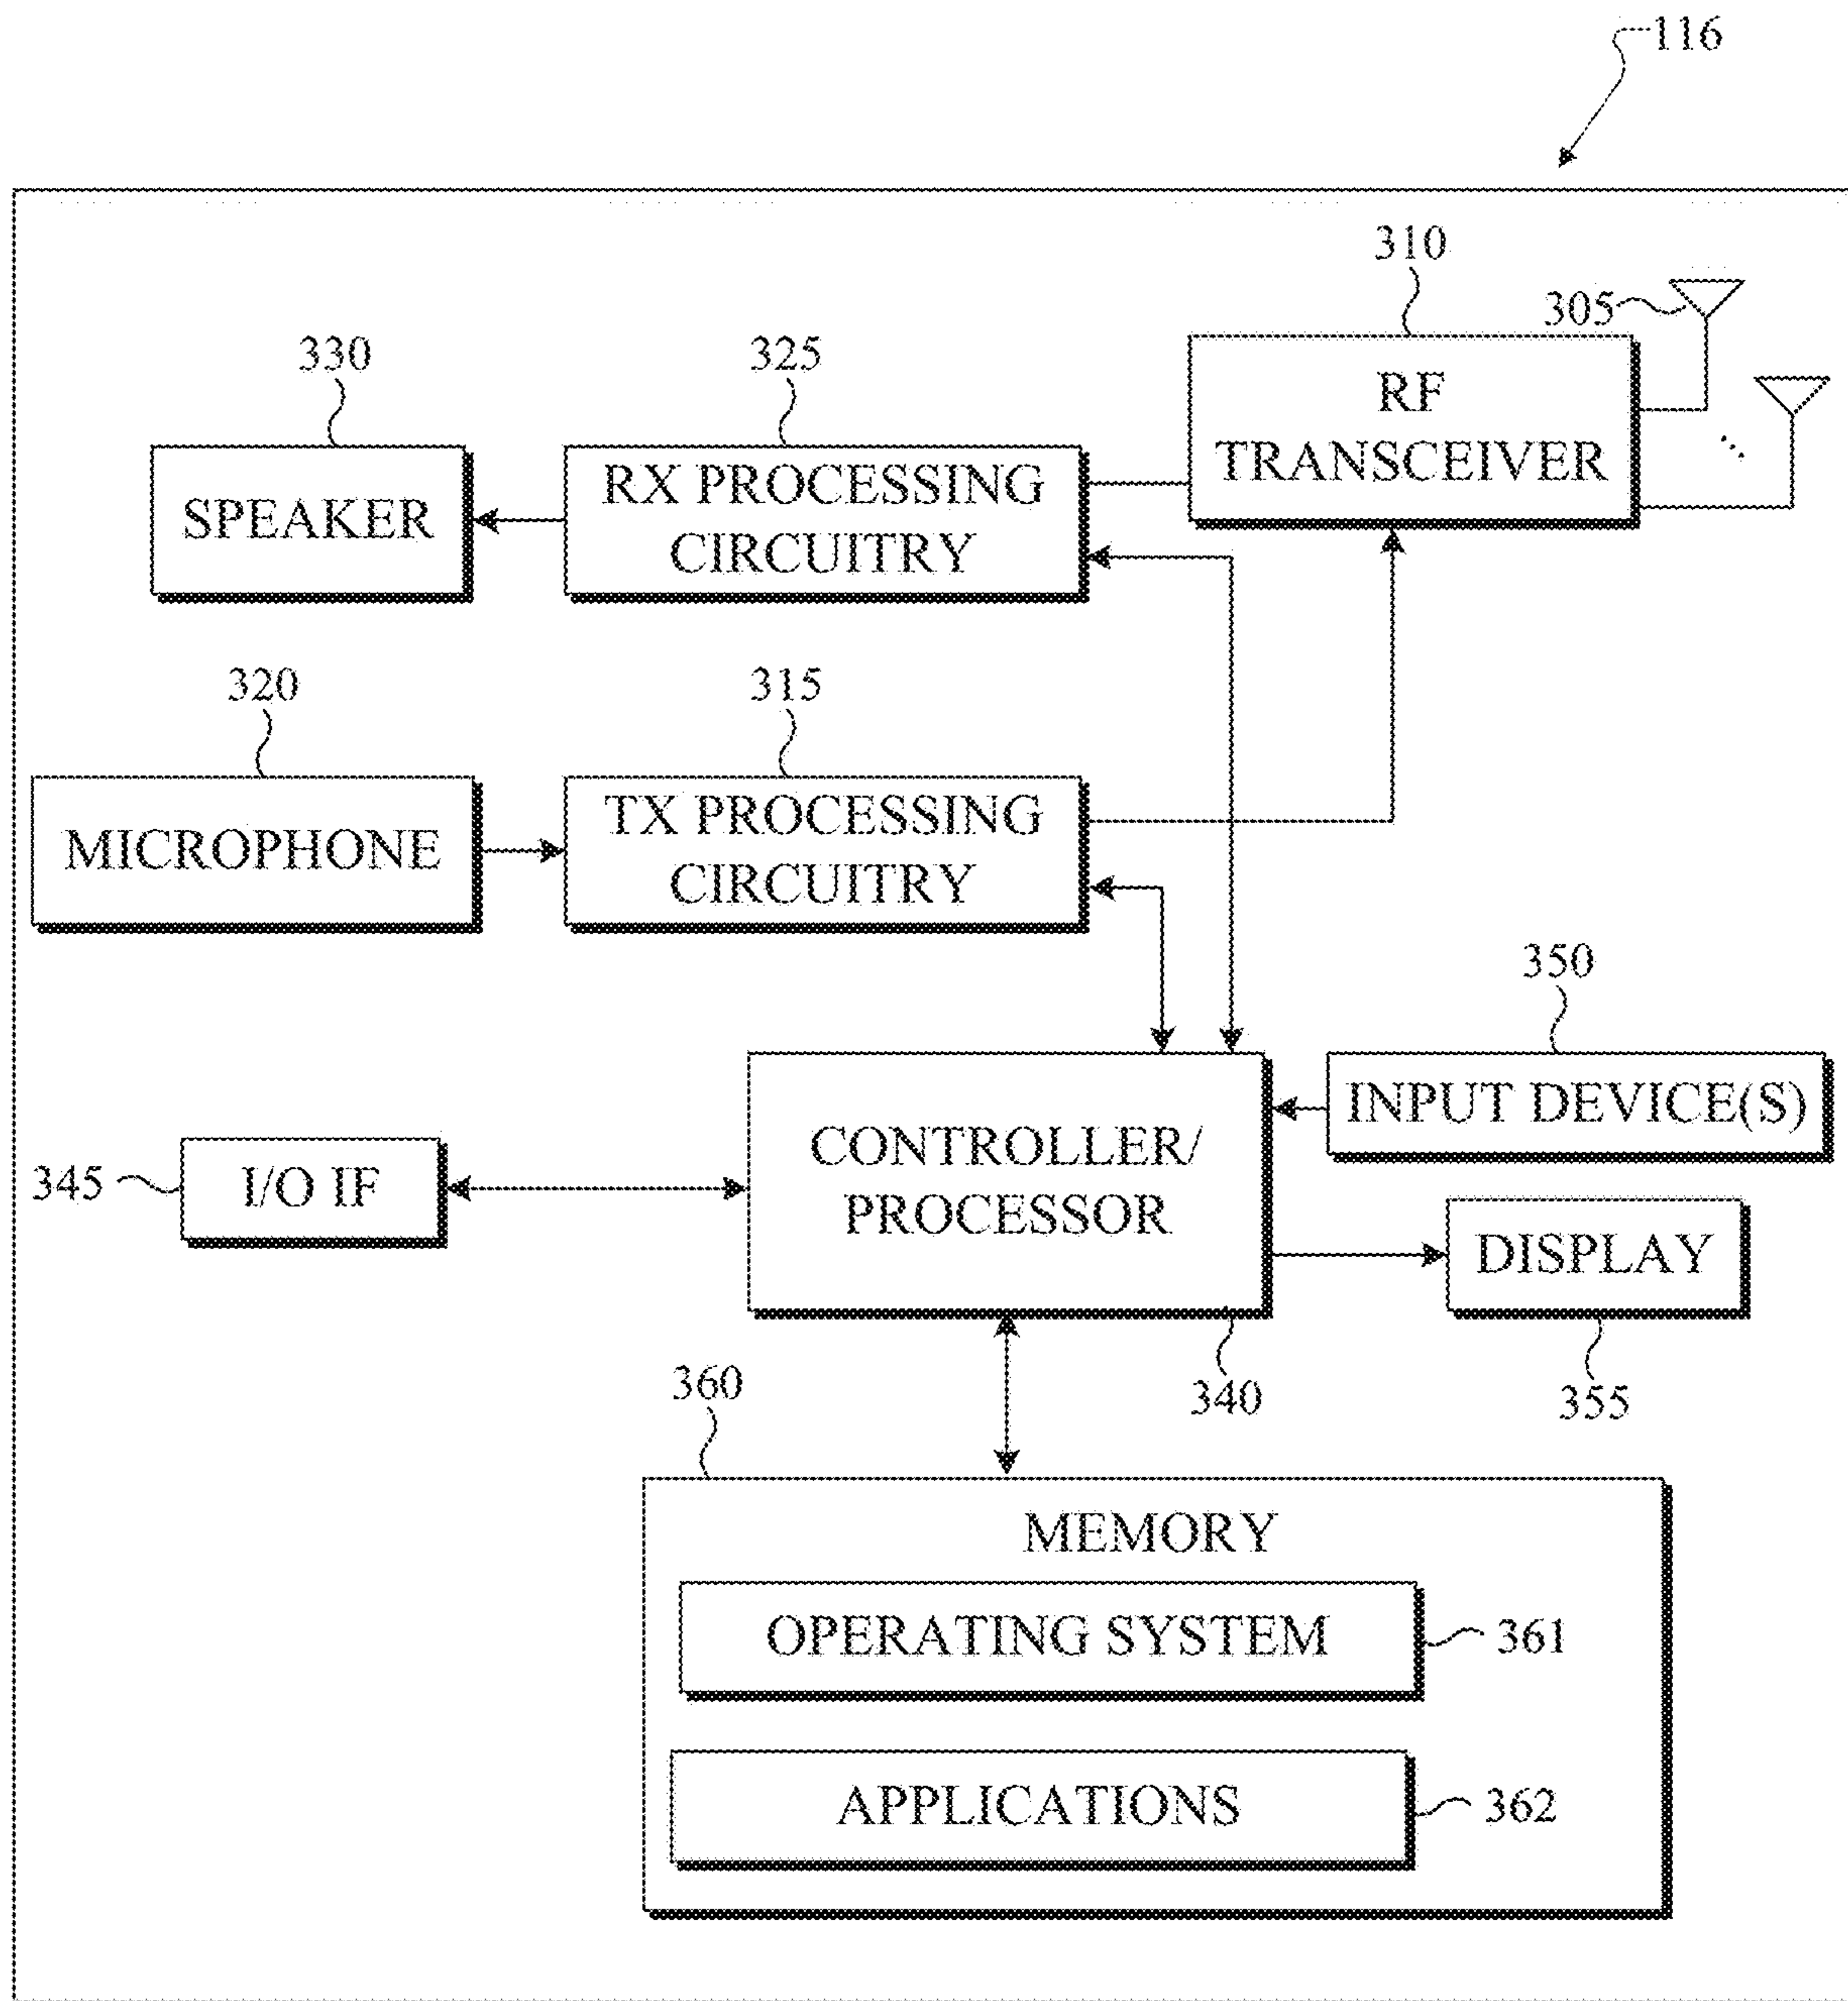 116
310
305
330
325
RF
TRANSCEIVER
SPEAKER
RX PROCESSING
CIRCUITRY
320
315
MICROPHONE
TX PROCESSING
CIRCUITRY
350
INPUT DEVICE(S)
345
I/O IF
CONTROLLER/
PROCESSOR
DISPLAY
360
340
355
MEMORY
OPERATING SYSTEM
361
APPLICATIONS
362